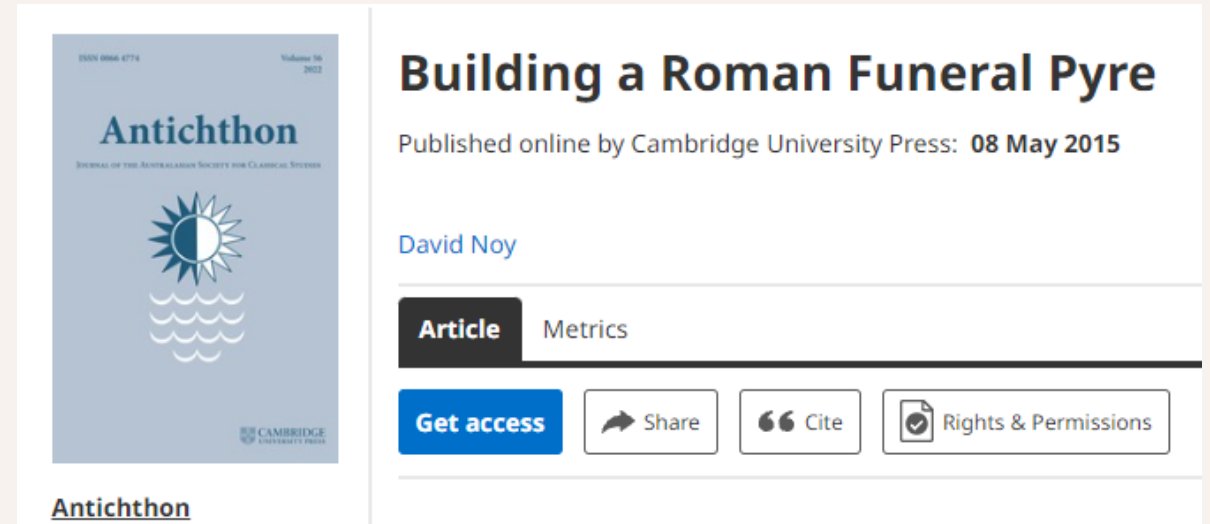 ISSN 0066 4774
Volume 56
2022
Antichthon
JOURNAL OF THE AUSTRALASIAN SOCIETY FOR CLASSICAL STUDIES
CAMBRIDGE
UNIVERSITY PRESS
Antichthon
Building a Roman Funeral Pyre
Published online by Cambridge University Press: 08 May 2015
David Noy
Article Metrics
Get access Share Cite Rights & Permissions